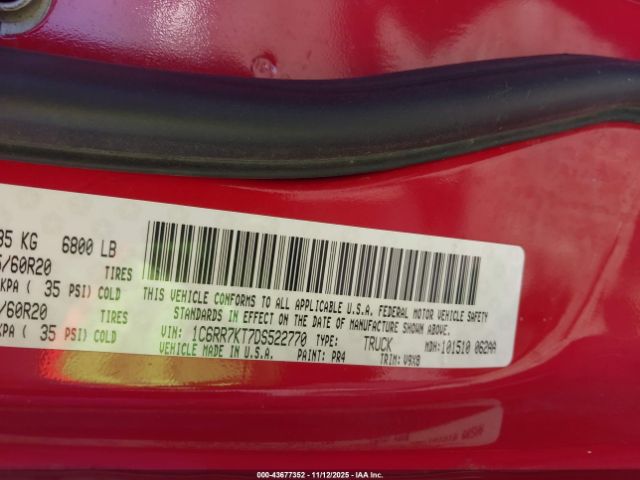 85 KG 6800 LB
5/60R20 TIRES
KPA ( 35 PSI) COLD
/60R20 TIRES
KPA ( 35 PSI) COLD
THIS VEHICLE CONFORMS TO ALL APPLICABLE U.S.A. FEDERAL MOTOR VEHICLE SAFETY
STANDARDS IN EFFECT ON THE DATE OF MANUFACTURE SHOWN ABOVE.
VIN: 1C6RR7KT7DS522770 TYPE: TRUCK MDH: 101510 062AA
VEHICLE MADE IN U.S.A. PAINT: PR4 TRIM: V9X8
000-43677352 - 11/12/2025 - IAA Inc.